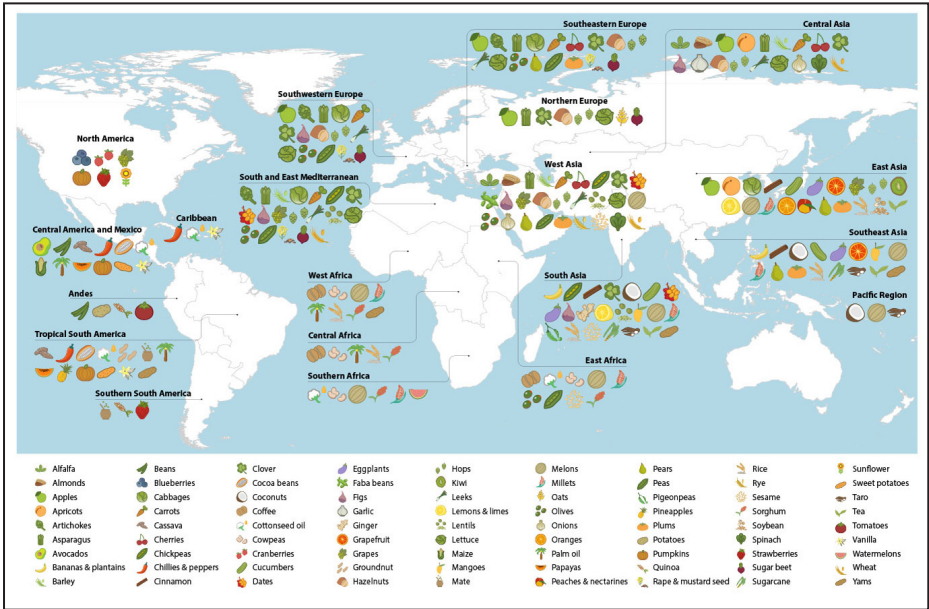 Southeastern Europe
Central Asia
Southwestern Europe
Northern Europe
North America
West Asia
East Asia
South and East Mediterranean
Caribbean
Central America and Mexico
Southeast Asia
West Africa
South Asia
Andes
Pacific Region
Tropical South America
Central Africa
East Africa
Southern Africa
Southern South America
Alfalfa
Almonds
Apples
Apricots
Artichokes
Asparagus
Avocados
Bananas & plantains
Barley
Beans
Blueberries
Cabbages
Carrots
Cassava
Cherries
Chickpeas
Chillies & peppers
Cinnamon
Clover
Cocoa beans
Coconuts
Coffee
Cottonseed oil
Cowpeas
Cranberries
Cucumbers
Dates
Eggplants
Faba beans
Figs
Garlic
Ginger
Grapefruit
Grapes
Groundnut
Hazelnuts
Hops
Kiwi
Leeks
Lemons & limes
Lentils
Lettuce
Maize
Mangoes
Mate
Melons
Millets
Oats
Olives
Onions
Oranges
Palm oil
Papayas
Peaches & nectarines
Pears
Peas
Pigeonpeas
Pineapples
Plums
Potatoes
Pumpkins
Quinoa
Rape & mustard seed
Rice
Rye
Sesame
Sorghum
Soybean
Spinach
Strawberries
Sugar beet
Sugarcane
Sunflower
Sweet potatoes
Taro
Tea
Tomatoes
Vanilla
Watermelons
Wheat
Yams